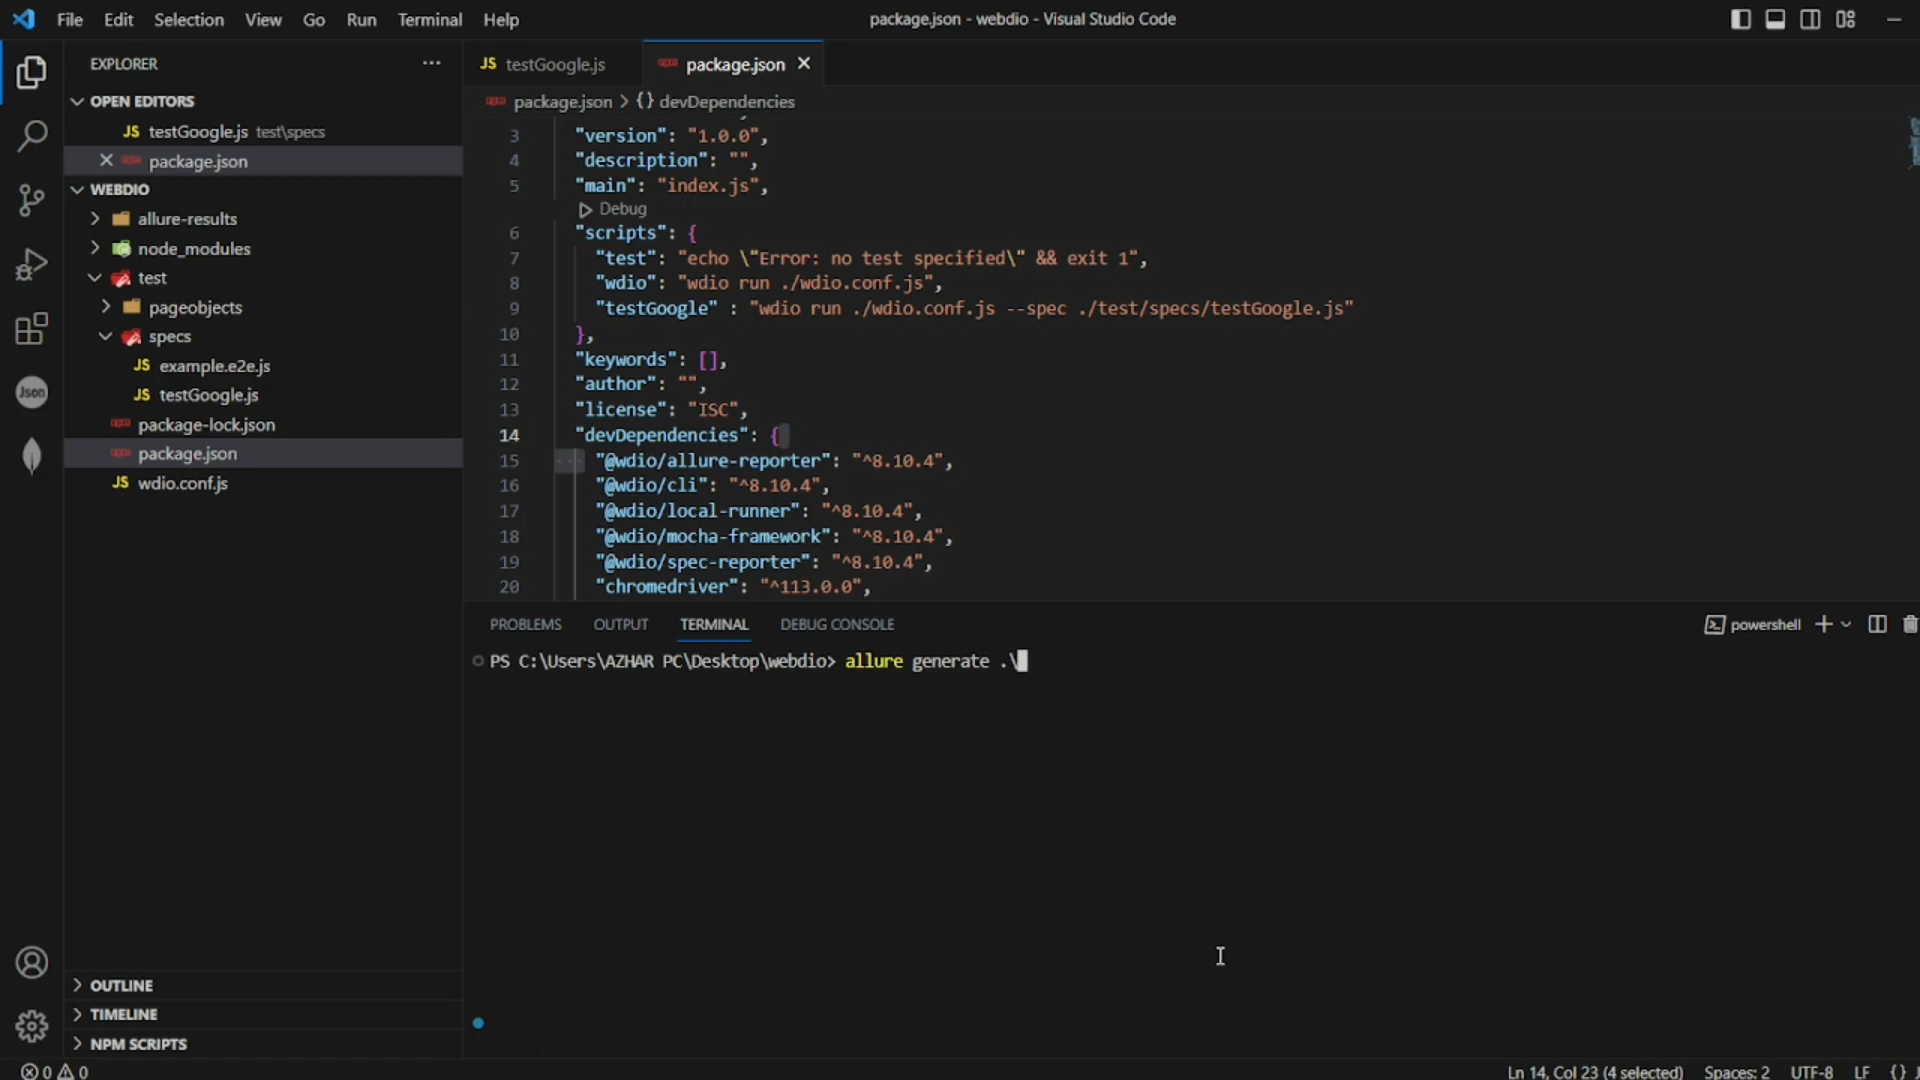 File Edit Selection View Go Run Terminal Help
package.json - webdio - Visual Studio Code
EXPLORER
OPEN EDITORS
JS testGoogle.js test\specs
package.json
WEBDIO
allure-results
node_modules
test
pageobjects
specs
JS example.e2e.js
JS testGoogle.js
package-lock.json
package.json
JS wdio.conf.js
OUTLINE
TIMELINE
NPM SCRIPTS
Json
JS testGoogle.js
package.json
package.json > {} devDependencies
3 "version": "1.0.0",
4 "description": "",
5 "main": "index.js",
Debug
6 "scripts": {
7 "test": "echo \"Error: no test specified\" && exit 1",
8 "wdio": "wdio run ./wdio.conf.js",
9 "testGoogle" : "wdio run ./wdio.conf.js --spec ./test/specs/testGoogle.js"
10 },
11 "keywords": [],
12 "author": "",
13 "license": "ISC",
14 "devDependencies": {
15 "@wdio/allure-reporter": "^8.10.4",
16 "@wdio/cli": "^8.10.4",
17 "@wdio/local-runner": "^8.10.4",
18 "@wdio/mocha-framework": "^8.10.4",
19 "@wdio/spec-reporter": "^8.10.4",
20 "chromedriver": "^113.0.0",
PROBLEMS OUTPUT TERMINAL DEBUG CONSOLE
powershell
PS C:\Users\AZHAR PC\Desktop\webdio> allure generate .\
0 0
Ln 14, Col 23 (4 selected) Spaces: 2 UTF-8 LF {}